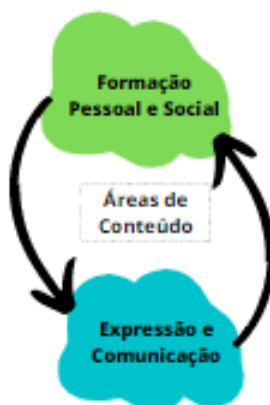 Formação
Pessoal e Social
Áreas de
Conteúdo
Expressão e
Comunicação